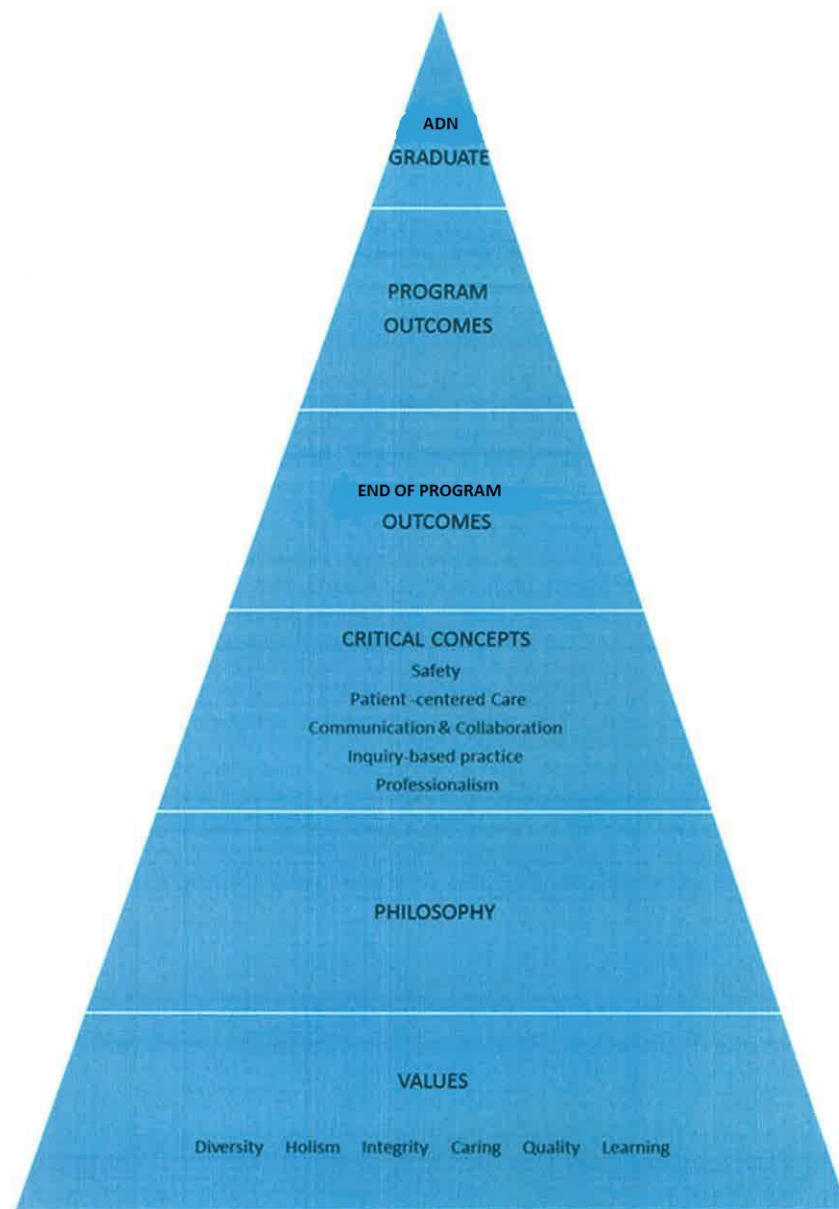 ADN
GRADUATE
PROGRAM
OUTCOMES
END OF PROGRAM
OUTCOMES
CRITICAL CONCEPTS
Safety
Patient -centered Care
Communication & Collaboration
Inquiry-based practice
Professionalism
PHILOSOPHY
VALUES
Diversity Holism Integrity Caring Quality Learning